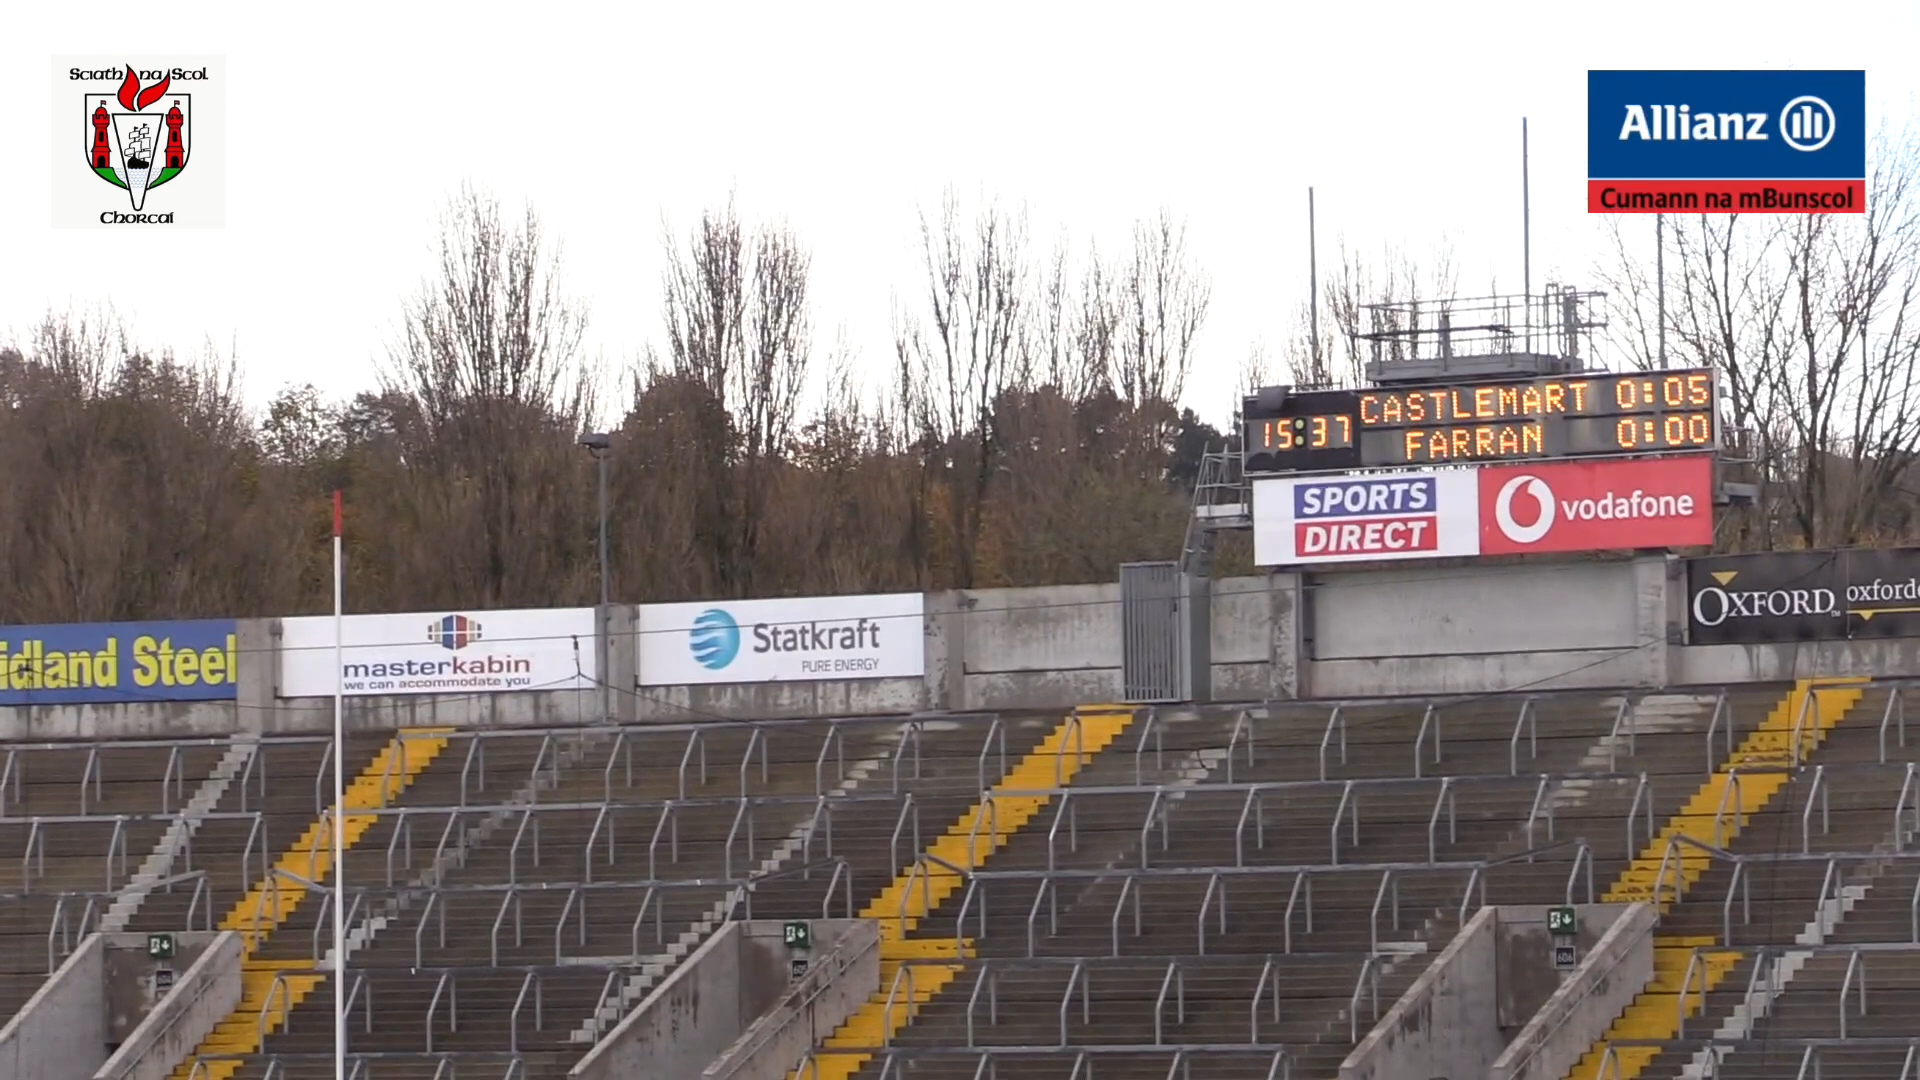 Sciath na Scol
Chorcaí
Allianz
Cumann na mBunscol
CASTLEMART 0:05
15:37
FARRAN 0:00
SPORTS
DIRECT
vodafone
OXFORD
oxford
idland Steel
masterkabin
we can accommodate you
Statkraft
PURE ENERGY
606